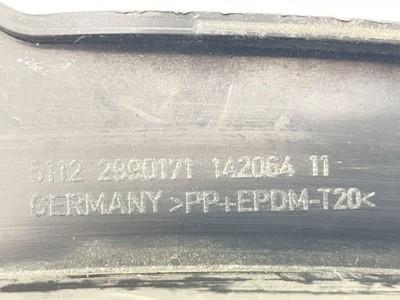 5112 2990171 142064 11
GERMANY >PP+EPDM-T20<